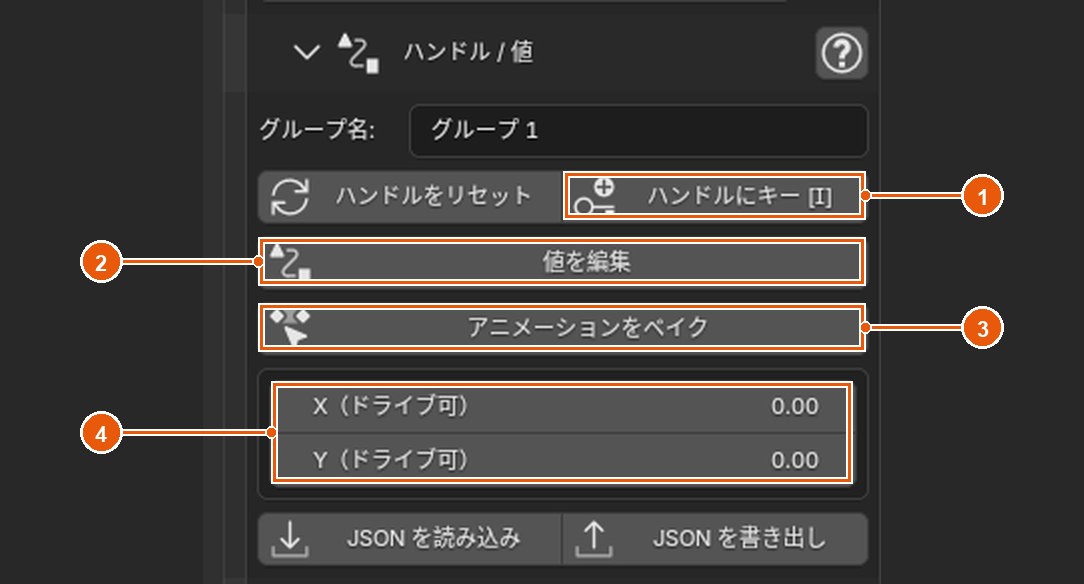 ハンドル / 値
グループ名: グループ 1
ハンドルをリセット ハンドルにキー [I] 1
2 値を編集
アニメーションをベイク 3
X（ドライブ可） 0.00
4
Y（ドライブ可） 0.00
JSON を読み込み JSON を書き出し